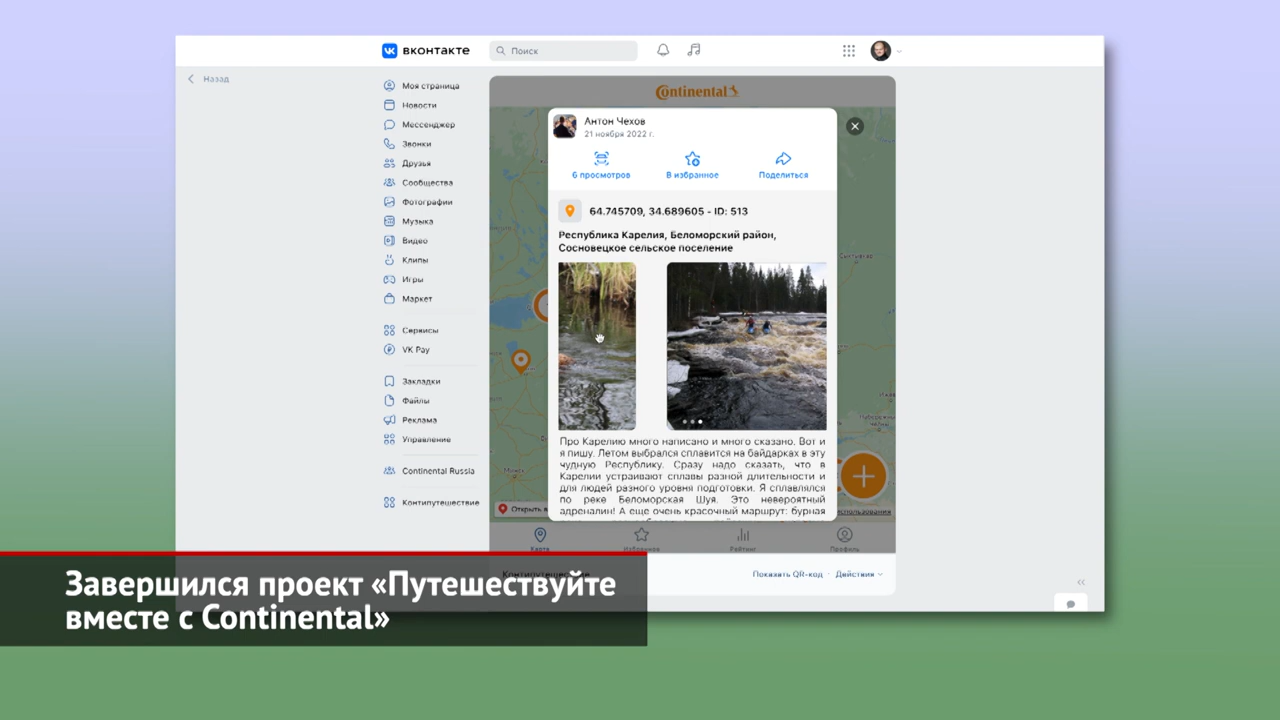 вконтакте
Поиск
Назад
Моя страница
Новости
Мессенджер
Звонки
Друзья
Сообщества
Фотографии
Музыка
Видео
Клипы
Игры
Маркет
Сервисы
VK Pay
Закладки
Файлы
Реклама
Управление
Continental Russia
Контипутешествие
Continental
Антон Чехов
21 ноября 2022 г.
6 просмотров
В избранное
Поделиться
64.745709, 34.689605 - ID: 513
Республика Карелия, Беломорский район,
Сосновецкое сельское поселение
Про Карелию много написано и много сказано. Вот и
я пишу. Летом выбрался сплавится на байдарках в эту
чудную Республику. Сразу надо сказать, что в
Карелии устраивают сплавы разной длительности и
для людей разного уровня подготовки. Я сплавлялся
по реке Беломорская Шуя. Это невероятный
адреналин! А еще очень красочный маршрут: бурная
Сыктывкар
Минск
Открыть в
использования
Карта
Избранное
Рейтинг
Профиль
Контипутешествие
Показать QR-код
Действия
Завершился проект «Путешествуйте
вместе с Continental»